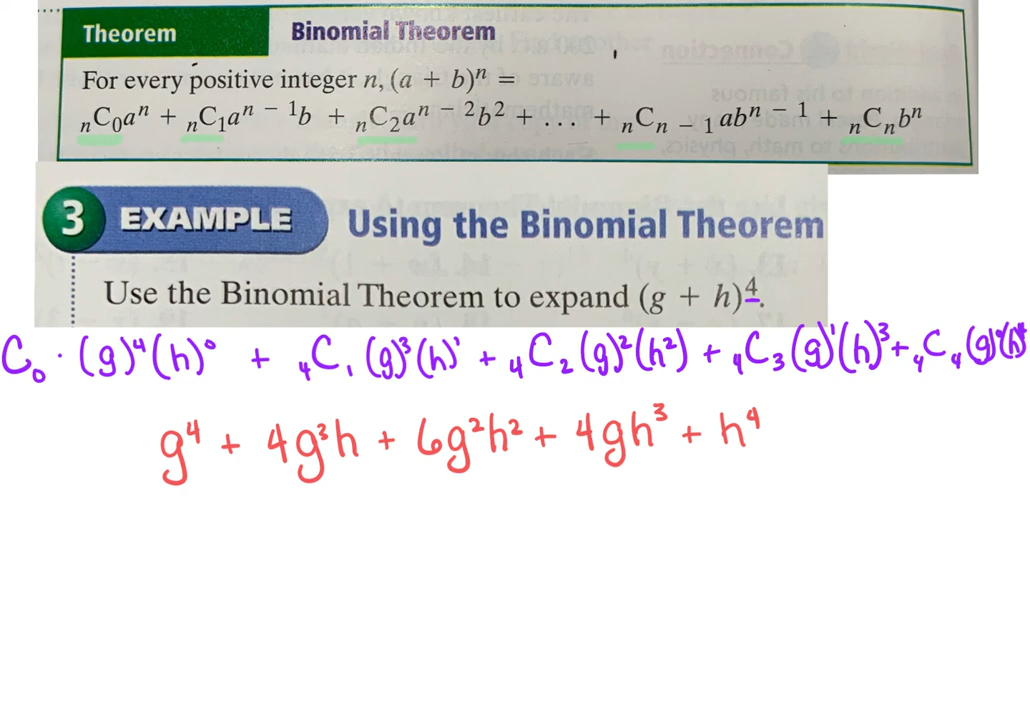 Theorem Binomial Theorem
For every positive integer n, (a + b)ⁿ =
ₙC₀aⁿ + ₙC₁aⁿ ⁻ ¹b + ₙC₂aⁿ ⁻ ²b² + . . . + ₙCₙ ₋ ₁abⁿ ⁻ ¹ + ₙCₙbⁿ
3 EXAMPLE Using the Binomial Theorem
Use the Binomial Theorem to expand (g + h)⁴.
C₀ · (g)⁴(h)⁰ + ₄C₁(g)³(h)¹ + ₄C₂(g)²(h²) + ₄C₃(g)¹(h)³ + ₄C₄(g)⁰(h)⁴
g⁴ + 4g³h + 6g²h² + 4gh³ + h⁴